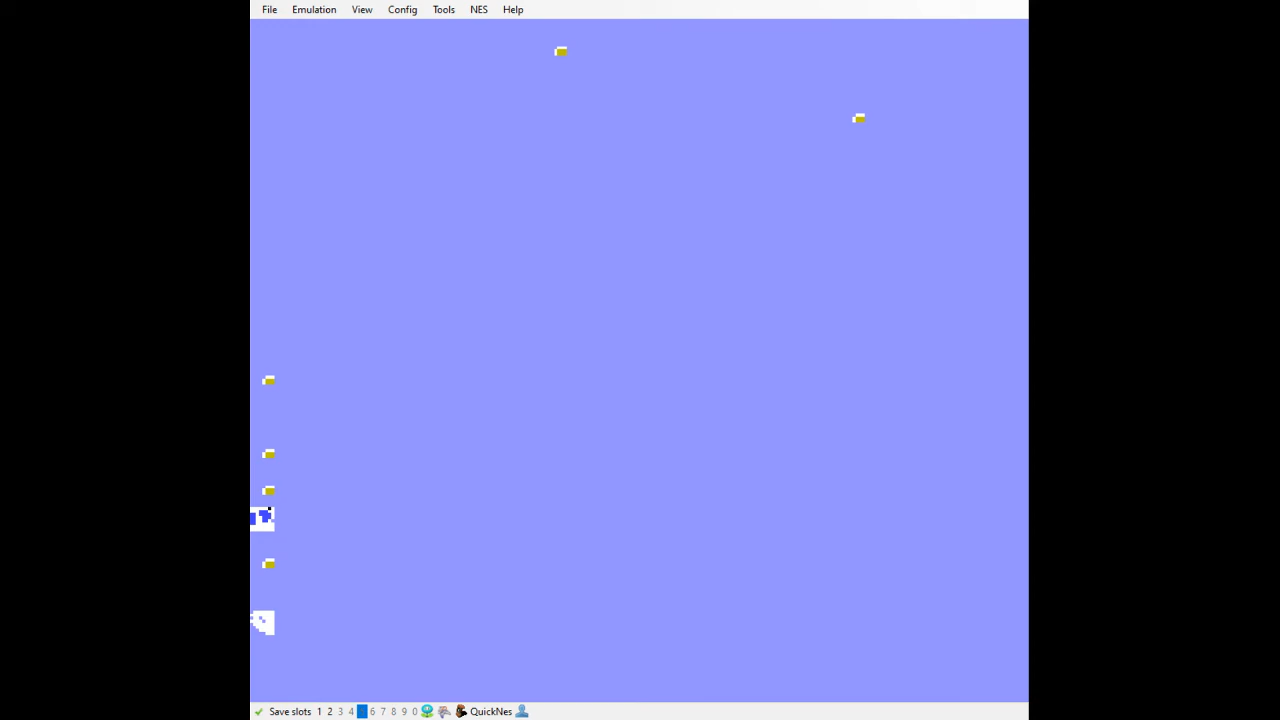 File Emulation View Config Tools NES Help
Save slots 1 2 3 4 6 7 8 9 0 QuickNes